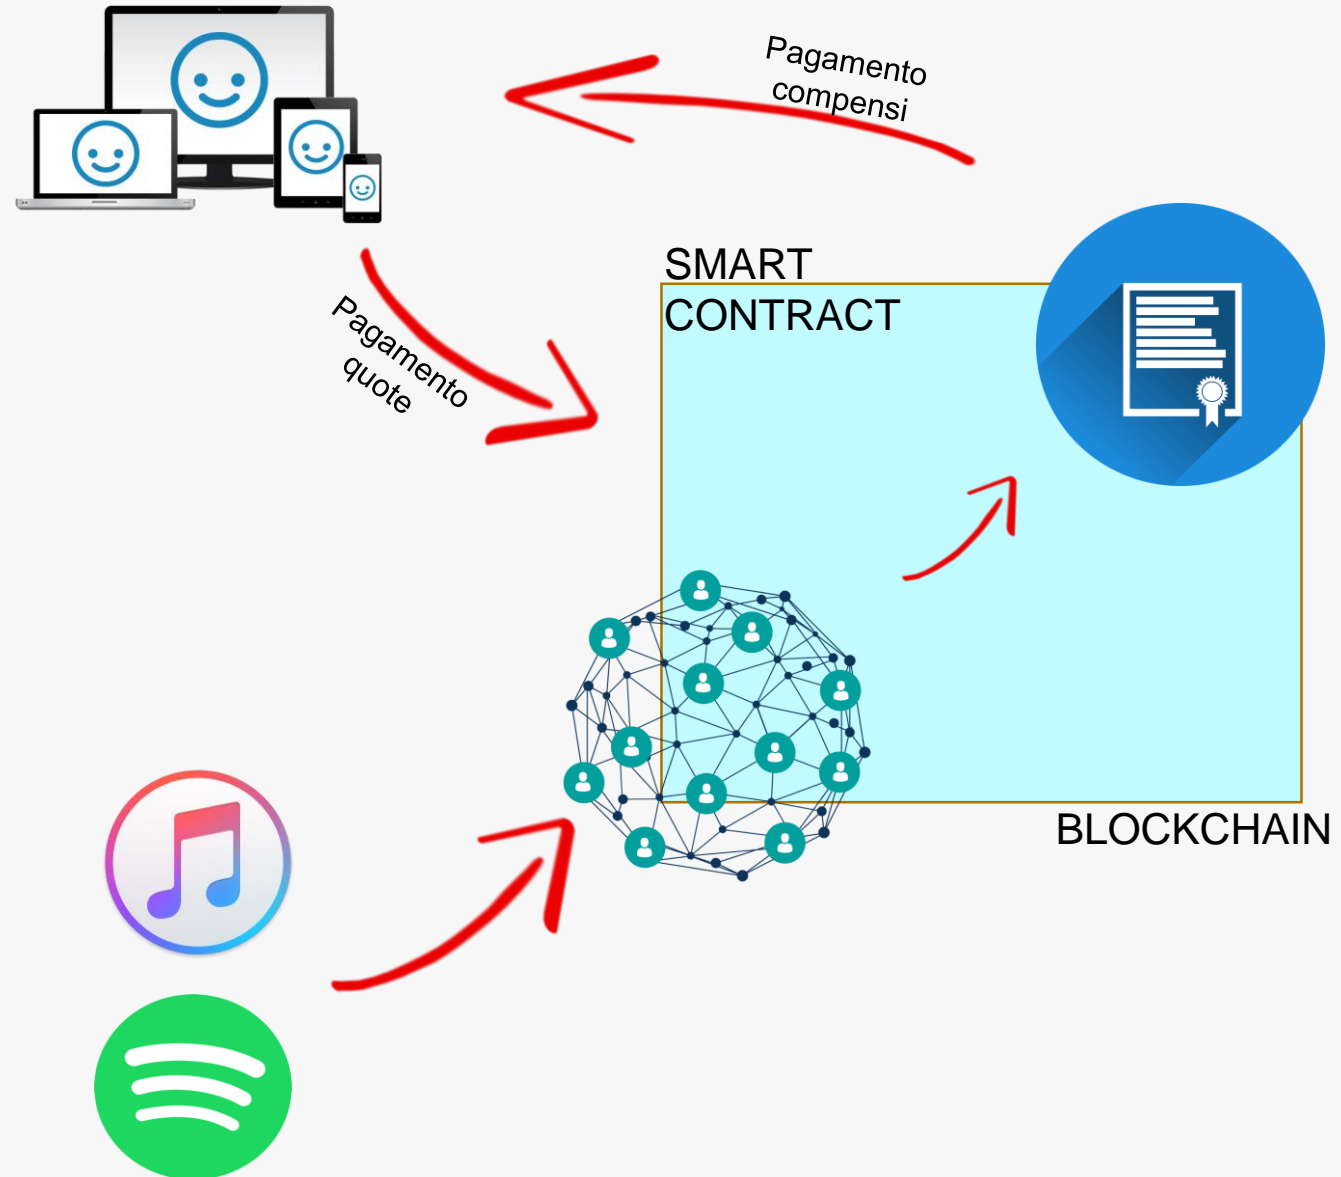 Pagamento
compensi
SMART
CONTRACT
Pagamento
quote
BLOCKCHAIN